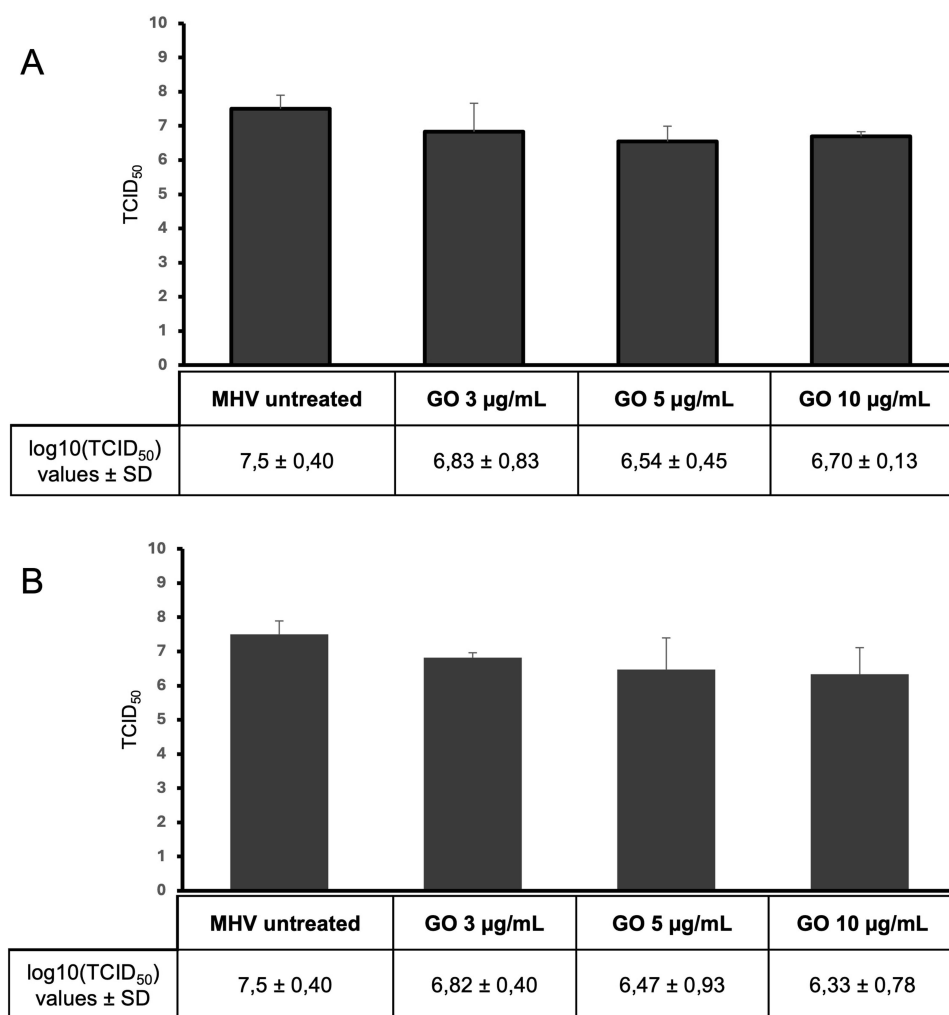 A
10
9
8
7
6
5
4
3
2
1
0
TCID50
MHV untreated GO 3 µg/mL GO 5 µg/mL GO 10 µg/mL
log10(TCID50)
values ± SD
7,5 ± 0,40 6,83 ± 0,83 6,54 ± 0,45 6,70 ± 0,13
B
10
9
8
7
6
5
4
3
2
1
0
TCID50
MHV untreated GO 3 µg/mL GO 5 µg/mL GO 10 µg/mL
log10(TCID50)
values ± SD
7,5 ± 0,40 6,82 ± 0,40 6,47 ± 0,93 6,33 ± 0,78